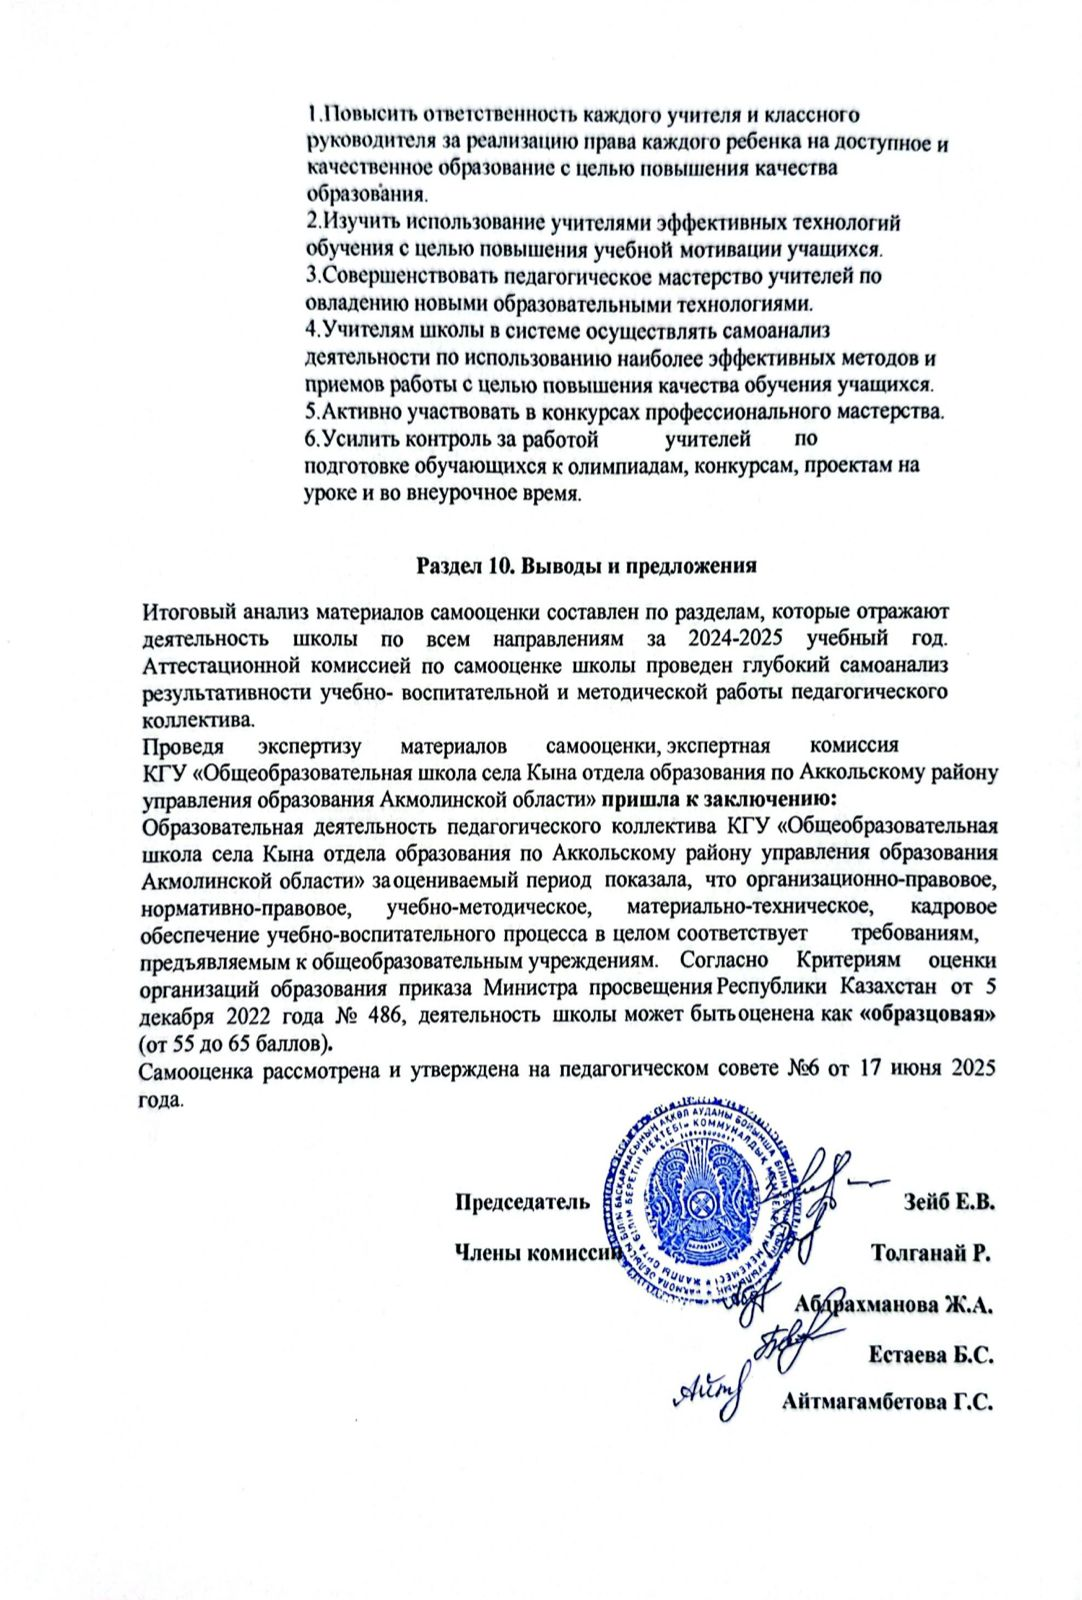 1.Повысить ответственность каждого учителя и классного
руководителя за реализацию права каждого ребенка на доступное и
качественное образование с целью повышения качества
образования.
2.Изучить использование учителями эффективных технологий
обучения с целью повышения учебной мотивации учащихся.
3.Совершенствовать педагогическое мастерство учителей по
овладению новыми образовательными технологиями.
4.Учителям школы в системе осуществлять самоанализ
деятельности по использованию наиболее эффективных методов и
приемов работы с целью повышения качества обучения учащихся.
5.Активно участвовать в конкурсах профессионального мастерства.
6.Усилить контроль за работой учителей по
подготовке обучающихся к олимпиадам, конкурсам, проектам на
уроке и во внеурочное время.
Раздел 10. Выводы и предложения
Итоговый анализ материалов самооценки составлен по разделам, которые отражают
деятельность школы по всем направлениям за 2024-2025 учебный год.
Аттестационной комиссией по самооценке школы проведен глубокий самоанализ
результативности учебно- воспитательной и методической работы педагогического
коллектива.
Проведя экспертизу материалов самооценки, экспертная комиссия
КГУ «Общеобразовательная школа села Кына отдела образования по Аккольскому району
управления образования Акмолинской области» пришла к заключению:
Образовательная деятельность педагогического коллектива КГУ «Общеобразовательная
школа села Кына отдела образования по Аккольскому району управления образования
Акмолинской области» за оцениваемый период показала, что организационно-правовое,
нормативно-правовое, учебно-методическое, материально-техническое, кадровое
обеспечение учебно-воспитательного процесса в целом соответствует требованиям,
предъявляемым к общеобразовательным учреждениям. Согласно Критериям оценки
организаций образования приказа Министра просвещения Республики Казахстан от 5
декабря 2022 года № 486, деятельность школы может быть оценена как «образцовая»
(от 55 до 65 баллов).
Самооценка рассмотрена и утверждена на педагогическом совете №6 от 17 июня 2025
года.
Председатель Зейб Е.В.
Члены комиссии Толганай Р.
Абдрахманова Ж.А.
Естаева Б.С.
Айтмагамбетова Г.С.